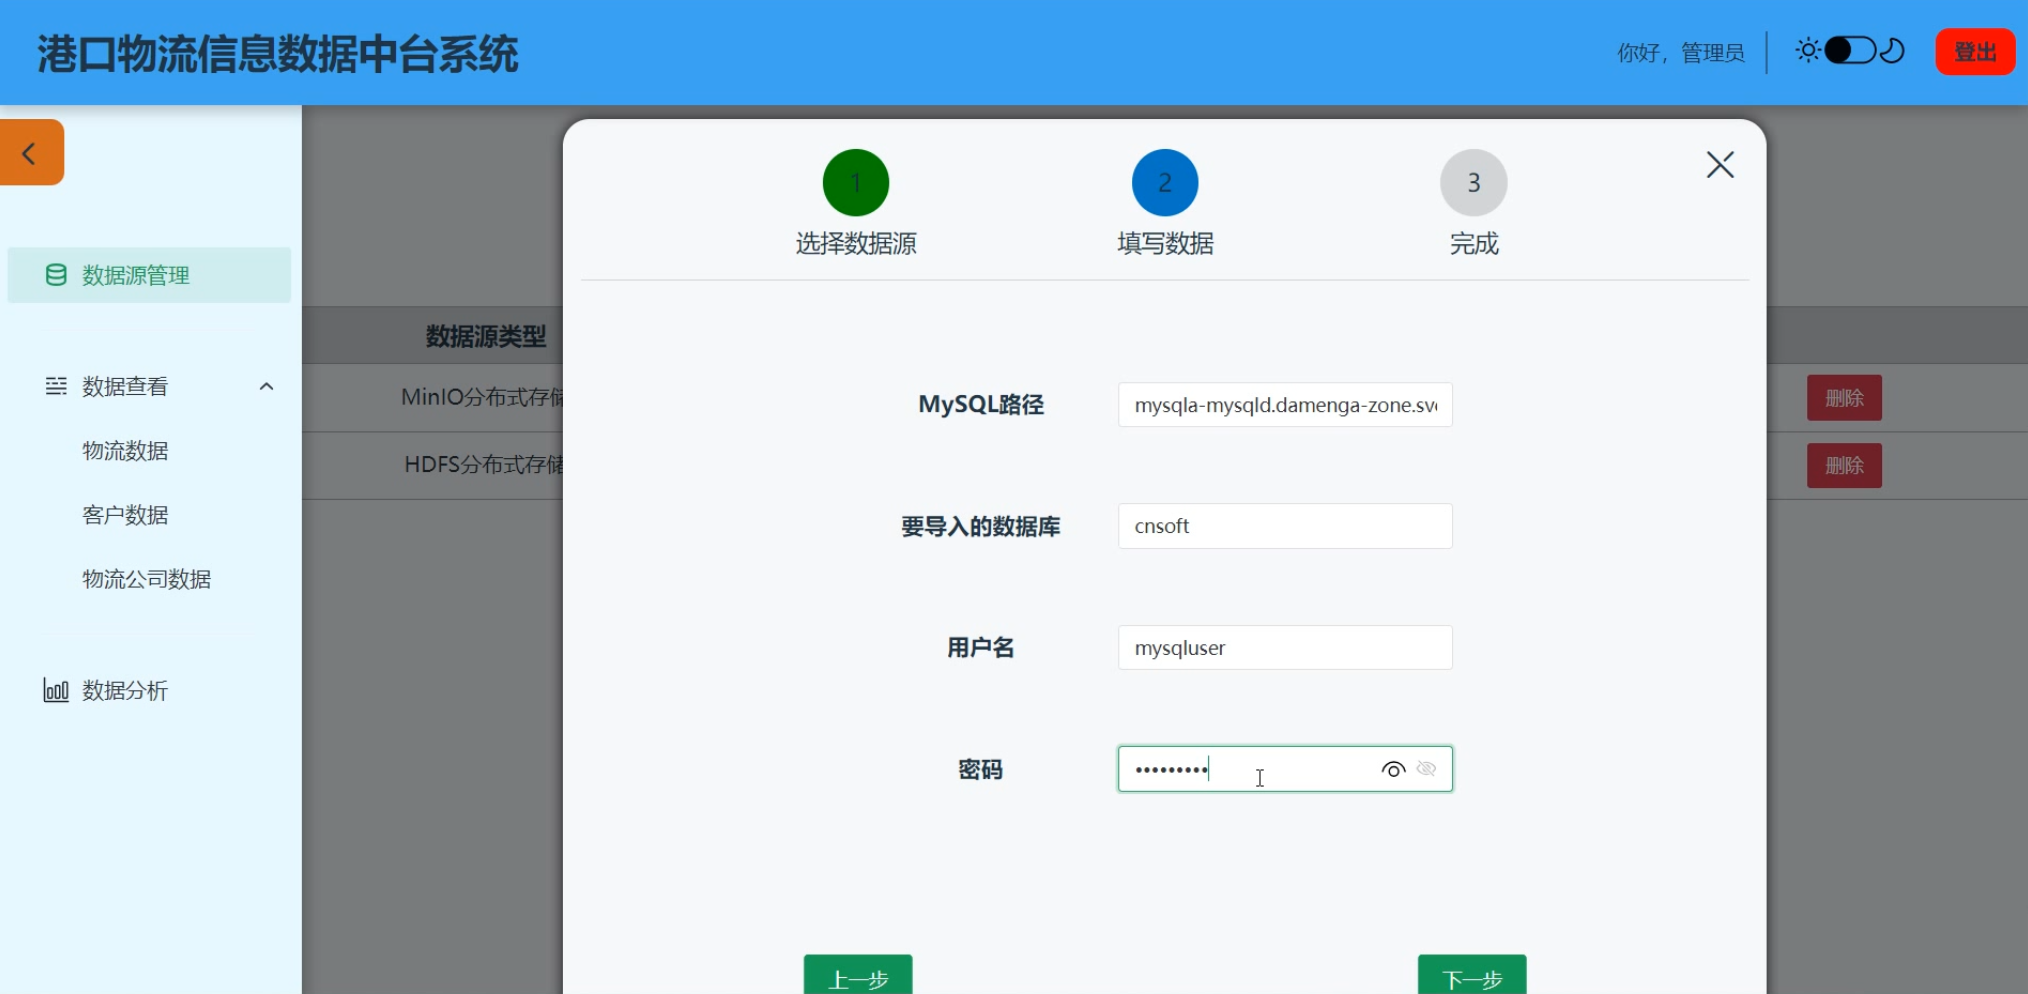 港口物流信息数据中台系统
你好，管理员
登出
数据源管理
数据查看
物流数据
客户数据
物流公司数据
数据分析
数据源类型
MinIO分布式存储
HDFS分布式存储
删除
删除
1
2
3
选择数据源
填写数据
完成
MySQL路径
mysqla-mysqld.damenga-zone.sv
要导入的数据库
cnsoft
用户名
mysqluser
密码
•••••••••
上一步
下一步